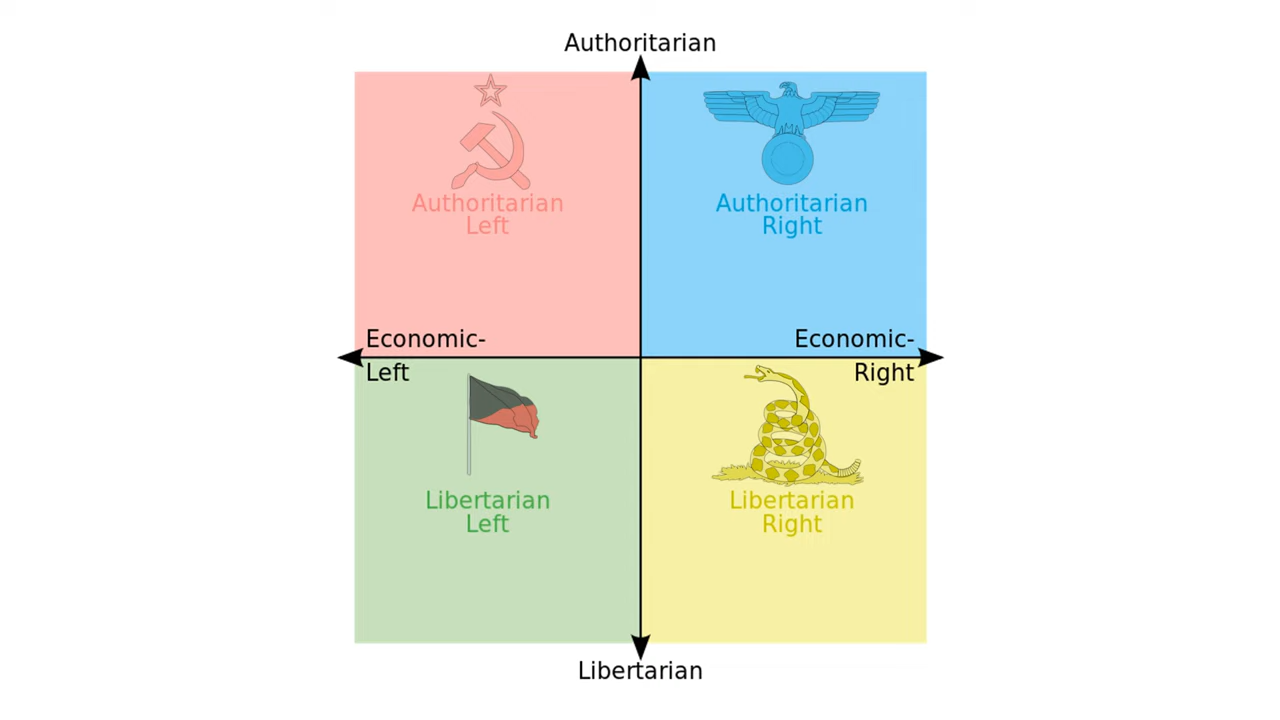 Authoritarian
Authoritarian
Left
Authoritarian
Right
Economic-
Left
Economic-
Right
Libertarian
Left
Libertarian
Right
Libertarian